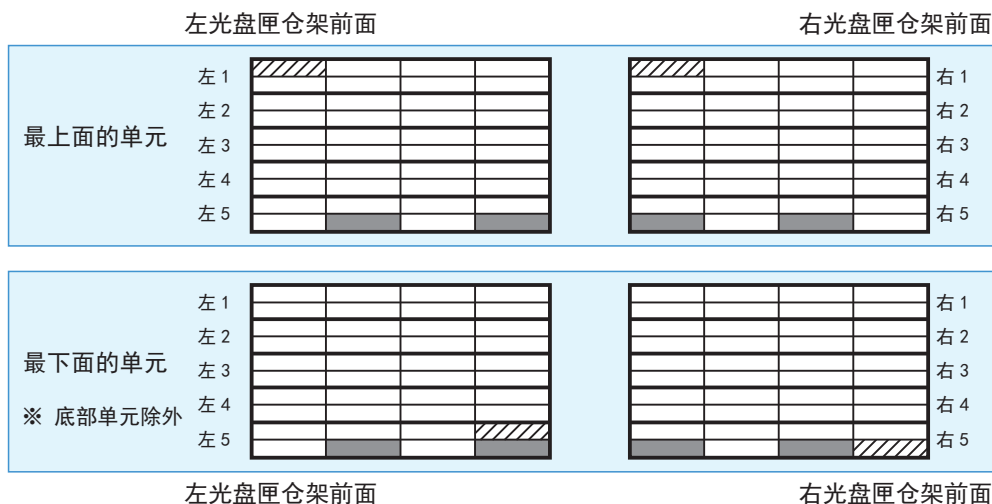 左光盘匣仓架前面 右光盘匣仓架前面
最上面的单元
左 1 右 1
左 2 右 2
左 3 右 3
左 4 右 4
左 5 右 5
最下面的单元
※ 底部单元除外
左 1 右 1
左 2 右 2
左 3 右 3
左 4 右 4
左 5 右 5
左光盘匣仓架前面 右光盘匣仓架前面